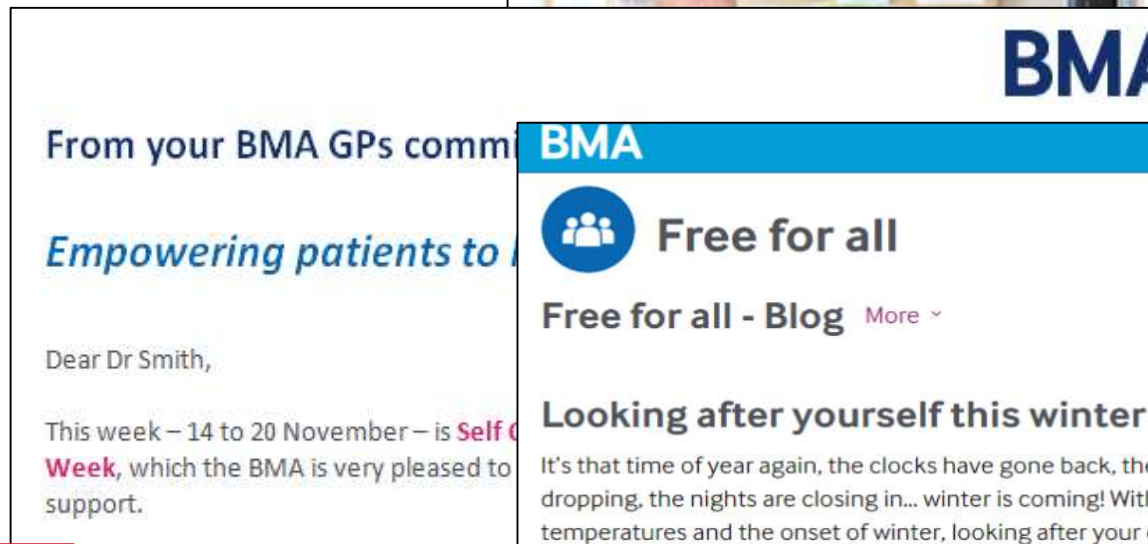 BMA
From your BMA GPs commi
Empowering patients to
Dear Dr Smith,
This week – 14 to 20 November – is Self
Week, which the BMA is very pleased to
support.
BMA
Free for all
Free for all - Blog More
Looking after yourself this winter
It's that time of year again, the clocks have gone back, the
dropping, the nights are closing in... winter is coming! With
temperatures and the onset of winter, looking after your